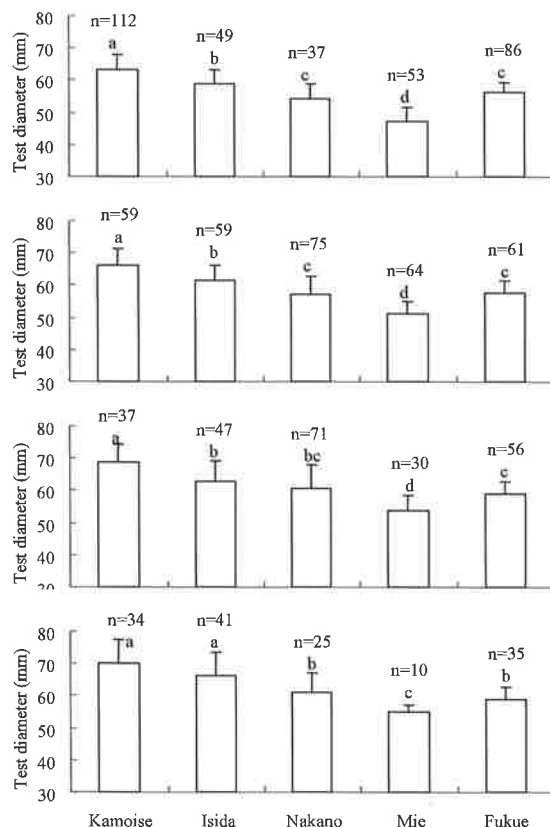 n=112 n=49 n=37 n=53 n=86
80
a b c d c
70
60
50
40
30
Test diameter (mm)
n=59 n=59 n=75 n=64 n=61
80
a b c d c
70
60
50
40
30
Test diameter (mm)
n=37 n=47 n=71 n=30 n=56
80
a b bc d c
70
60
50
40
30
Test diameter (mm)
n=34 n=41 n=25 n=10 n=35
80
a a b c b
70
60
50
40
30
Test diameter (mm)
Kamoise Isida Nakano Mie Fukue